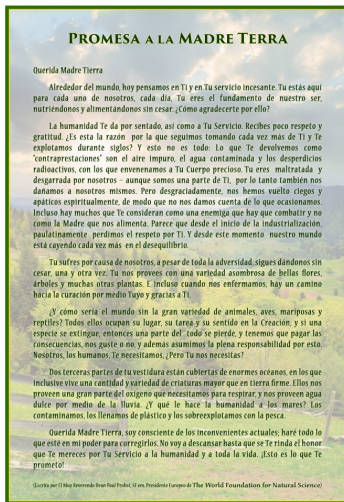 PROMESA A LA MADRE TERRA
Querida Madre Tierra
Alrededor del mundo, hoy pensamos en Ti y en Tu servicio incesante. Tu estás aquí
para cada uno de nosotros, cada día, Tu eres el fundamento de nuestro ser,
nutriéndonos y alimentándonos sin cesar. ¿Cómo agradecerte por ello?
La humanidad Te da por sentado, así como a Tu Servicio. Recibes poco respeto y
gratitud. ¿Es esta la razón por la que seguimos tomando cada vez más de Ti y Te
explotamos durante siglos? Y esto no es todo: Lo que Te devolvemos como
"contraprestaciones" son el aire impuro, el agua contaminada y los desperdicios
radioactivos, con los que envenenamos a Tu Cuerpo precioso. Tu eres maltratada y
desgarrada por nosotros – aunque somos una parte de Ti, por lo tanto también nos
dañamos a nosotros mismos. Pero desgraciadamente, nos hemos vuelto ciegos y
apáticos espiritualmente, de modo que no nos damos cuenta de lo que ocasionamos.
Incluso hay muchos que Te consideran como una enemiga que hay que combatir y no
como la Madre que nos alimenta. Parece que desde el inicio de la industrialización,
paulatinamente perdimos el respeto por Ti. Y desde este momento nuestro mundo
está cayendo cada vez más en el desequilibrio.
Tu sufres por causa de nosotros, a pesar de toda la adversidad, sigues dándonos sin
cesar, una y otra vez. Tu nos provees con una variedad asombrosa de bellas flores,
árboles y muchas otras plantas. E incluso cuando nos enfermamos, hay un camino
hacia la curación por medio Tuyo y gracias a Ti.
¿Y cómo sería el mundo sin la gran variedad de animales, aves, mariposas y
reptiles? Todos ellos ocupan su lugar, su tarea y su sentido en la Creación, y si una
especie se extingue, entonces una parte del todo se pierde, y tenemos que pagar las
consecuencias, nos guste o no, y además asumimos la plena responsabilidad por esto.
Nosotros, los humanos, Te necesitamos, ¿Pero Tu nos necesitas?
Dos terceras partes de tu vestidura están cubiertas de enormes océanos, en los que
inclusive vive una cantidad y variedad de criaturas mayor que en tierra firme. Ellos nos
proveen una gran parte del oxígeno que necesitamos para respirar, y nos proveen agua
dulce por medio de la lluvia. ¿Y qué le hace la humanidad a los mares? Los
contaminamos, los llenamos de plástico y los sobreexplotamos con la pesca.
Querida Madre Tierra, soy consciente de los inconvenientes actuales; haré todo lo
que esté en mi poder para corregirlos. No voy a descansar hasta que se Te rinda el honor
que Te mereces por Tu Servicio a la humanidad y a toda la vida. ¡Esto es lo que Te
prometo!
(Escrito por El Muy Reverendo Dean Paul Probst, SF em. Presidente Europeo de The World Foundation for Natural Science)